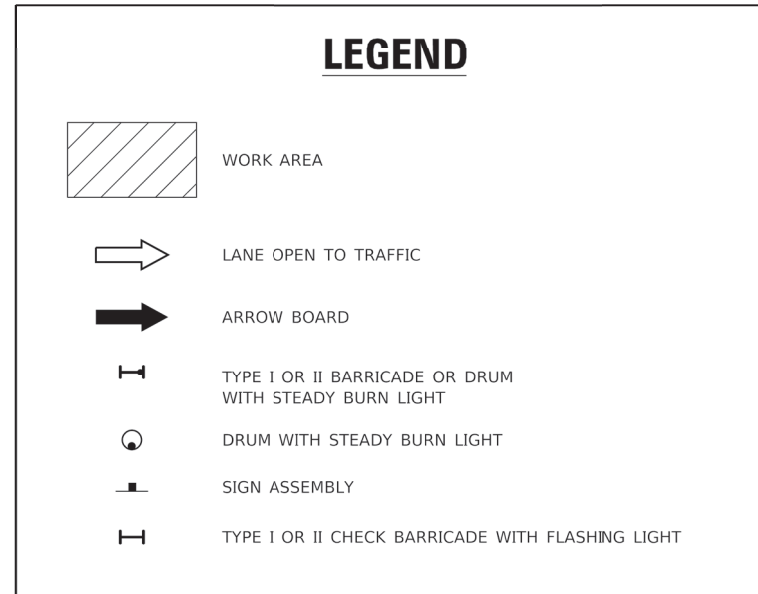 LEGEND
WORK AREA
LANE OPEN TO TRAFFIC
ARROW BOARD
TYPE I OR II BARRICADE OR DRUM
WITH STEADY BURN LIGHT
DRUM WITH STEADY BURN LIGHT
SIGN ASSEMBLY
TYPE I OR II CHECK BARRICADE WITH FLASHING LIGHT